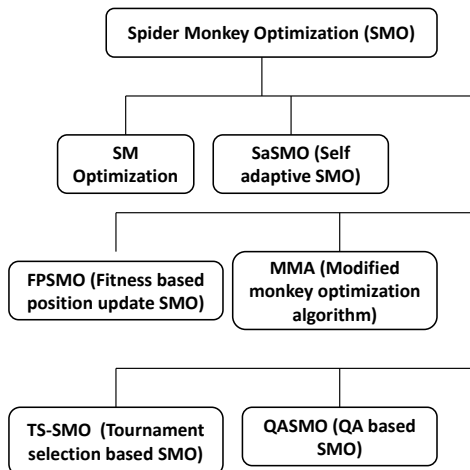 Spider Monkey Optimization (SMO)
SM
Optimization
SaSMO (Self
adaptive SMO)
FPSMO (Fitness based
position update SMO)
MMA (Modified
monkey optimization
algorithm)
TS-SMO (Tournament
selection based SMO)
QASMO (QA based
SMO)